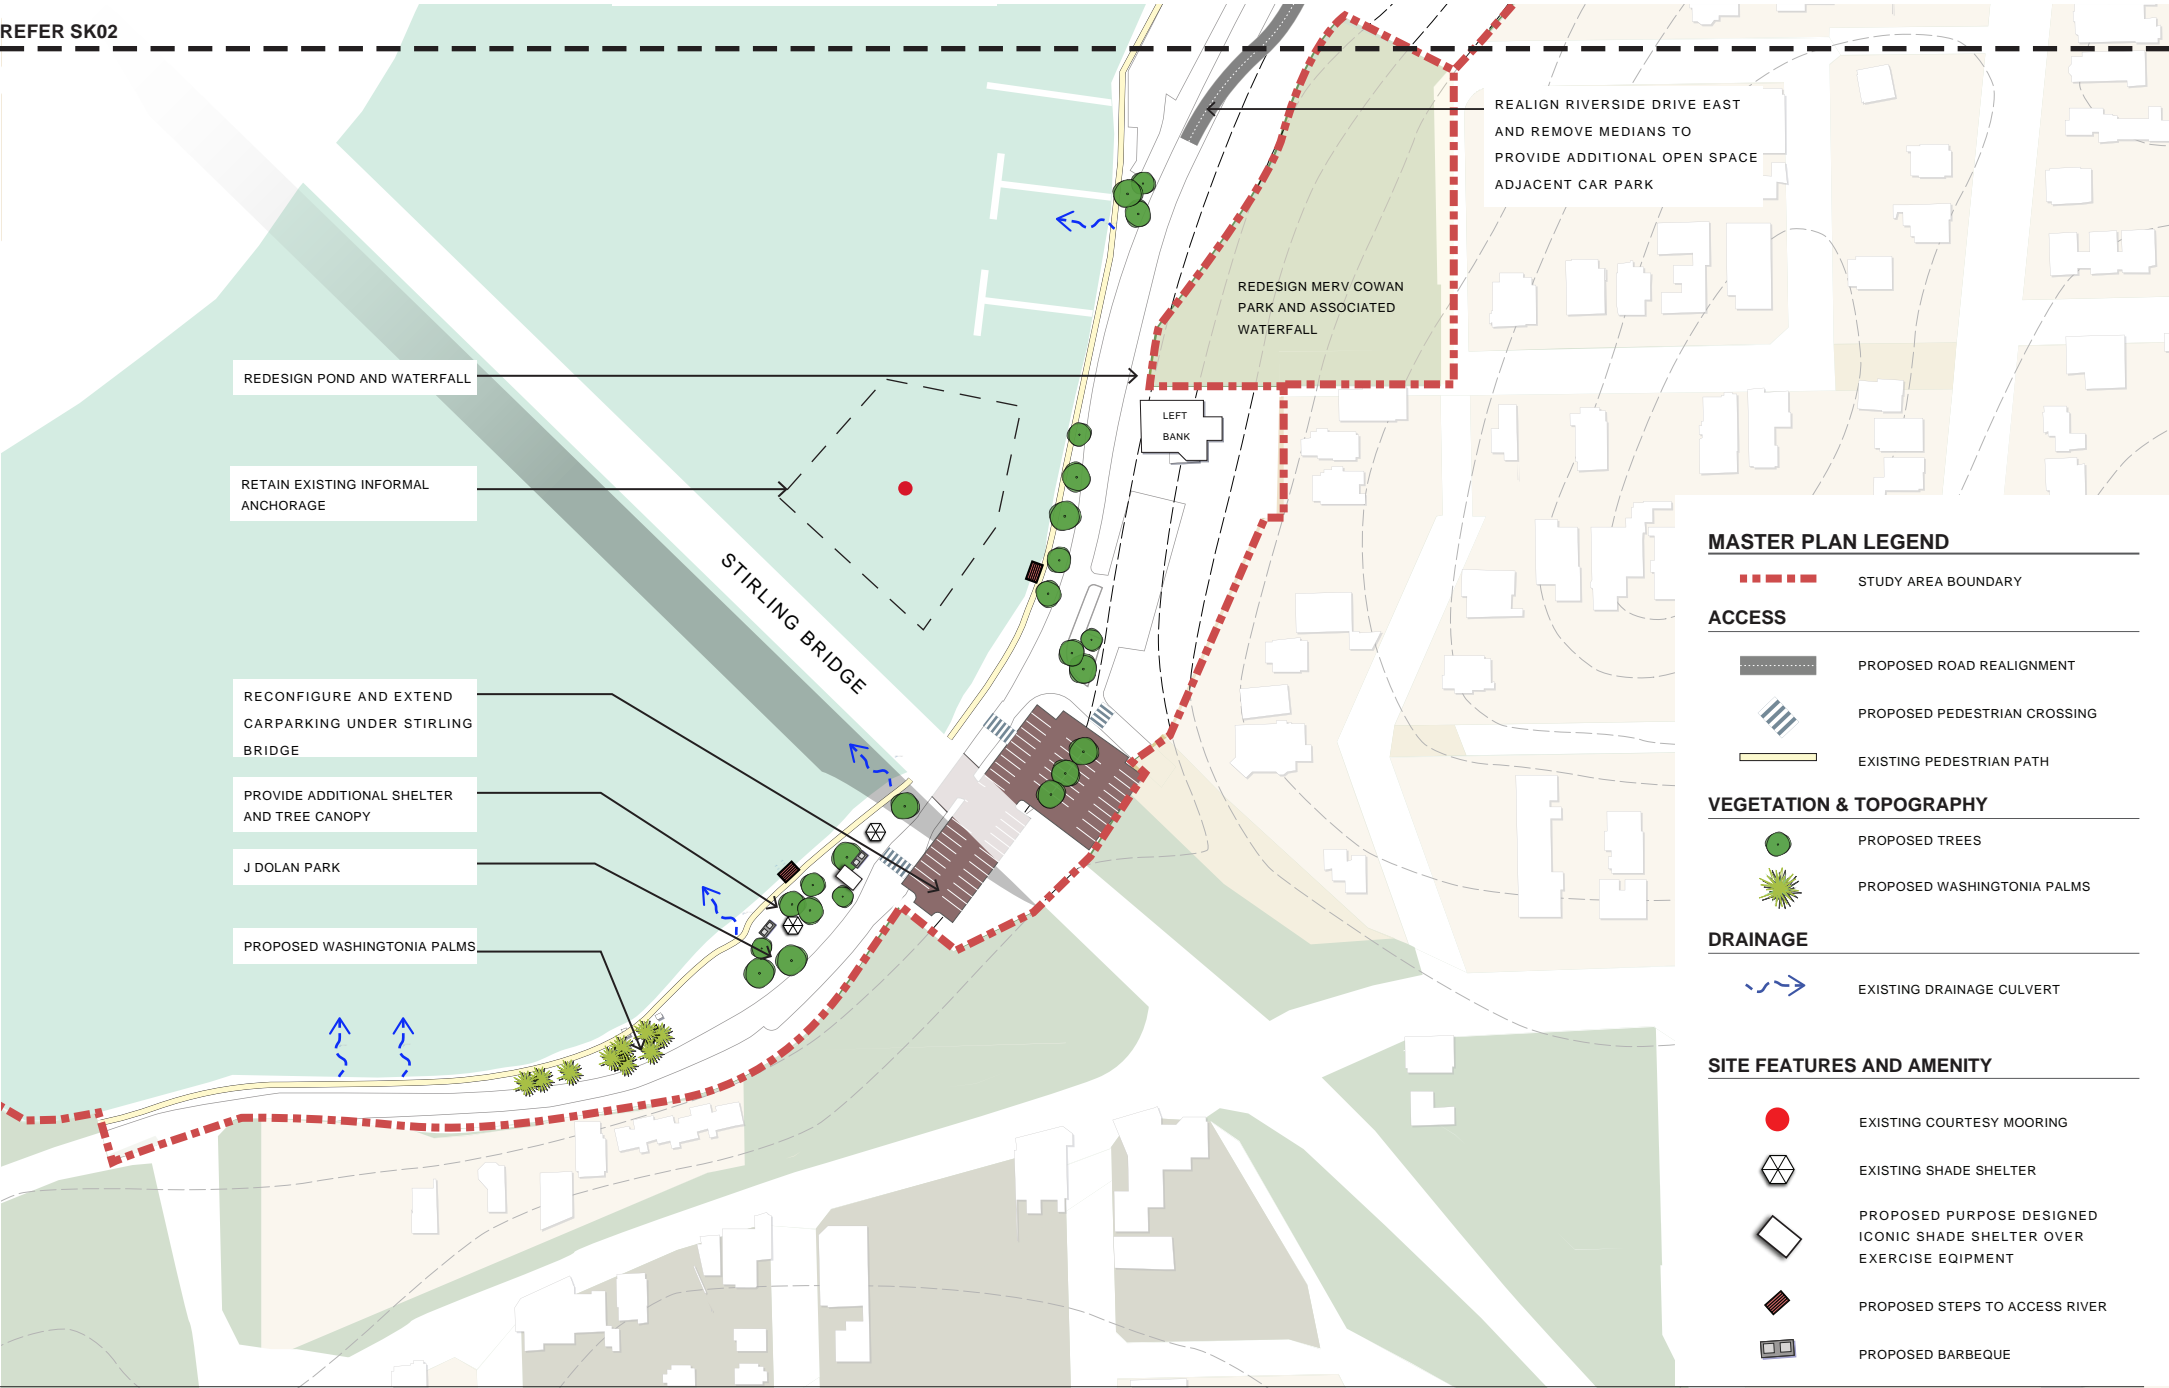 REFER SK02
REALIGN RIVERSIDE DRIVE EAST
AND REMOVE MEDIANS TO
PROVIDE ADDITIONAL OPEN SPACE
ADJACENT CAR PARK
REDESIGN MERV COWAN
PARK AND ASSOCIATED
WATERFALL
REDESIGN POND AND WATERFALL
LEFT
BANK
RETAIN EXISTING INFORMAL
ANCHORAGE
STIRLING BRIDGE
RECONFIGURE AND EXTEND
CARPARKING UNDER STIRLING
BRIDGE
PROVIDE ADDITIONAL SHELTER
AND TREE CANOPY
J DOLAN PARK
PROPOSED WASHINGTONIA PALMS
MASTER PLAN LEGEND
STUDY AREA BOUNDARY
ACCESS
PROPOSED ROAD REALIGNMENT
PROPOSED PEDESTRIAN CROSSING
EXISTING PEDESTRIAN PATH
VEGETATION & TOPOGRAPHY
PROPOSED TREES
PROPOSED WASHINGTONIA PALMS
DRAINAGE
EXISTING DRAINAGE CULVERT
SITE FEATURES AND AMENITY
EXISTING COURTESY MOORING
EXISTING SHADE SHELTER
PROPOSED PURPOSE DESIGNED
ICONIC SHADE SHELTER OVER
EXERCISE EQIPMENT
PROPOSED STEPS TO ACCESS RIVER
PROPOSED BARBEQUE